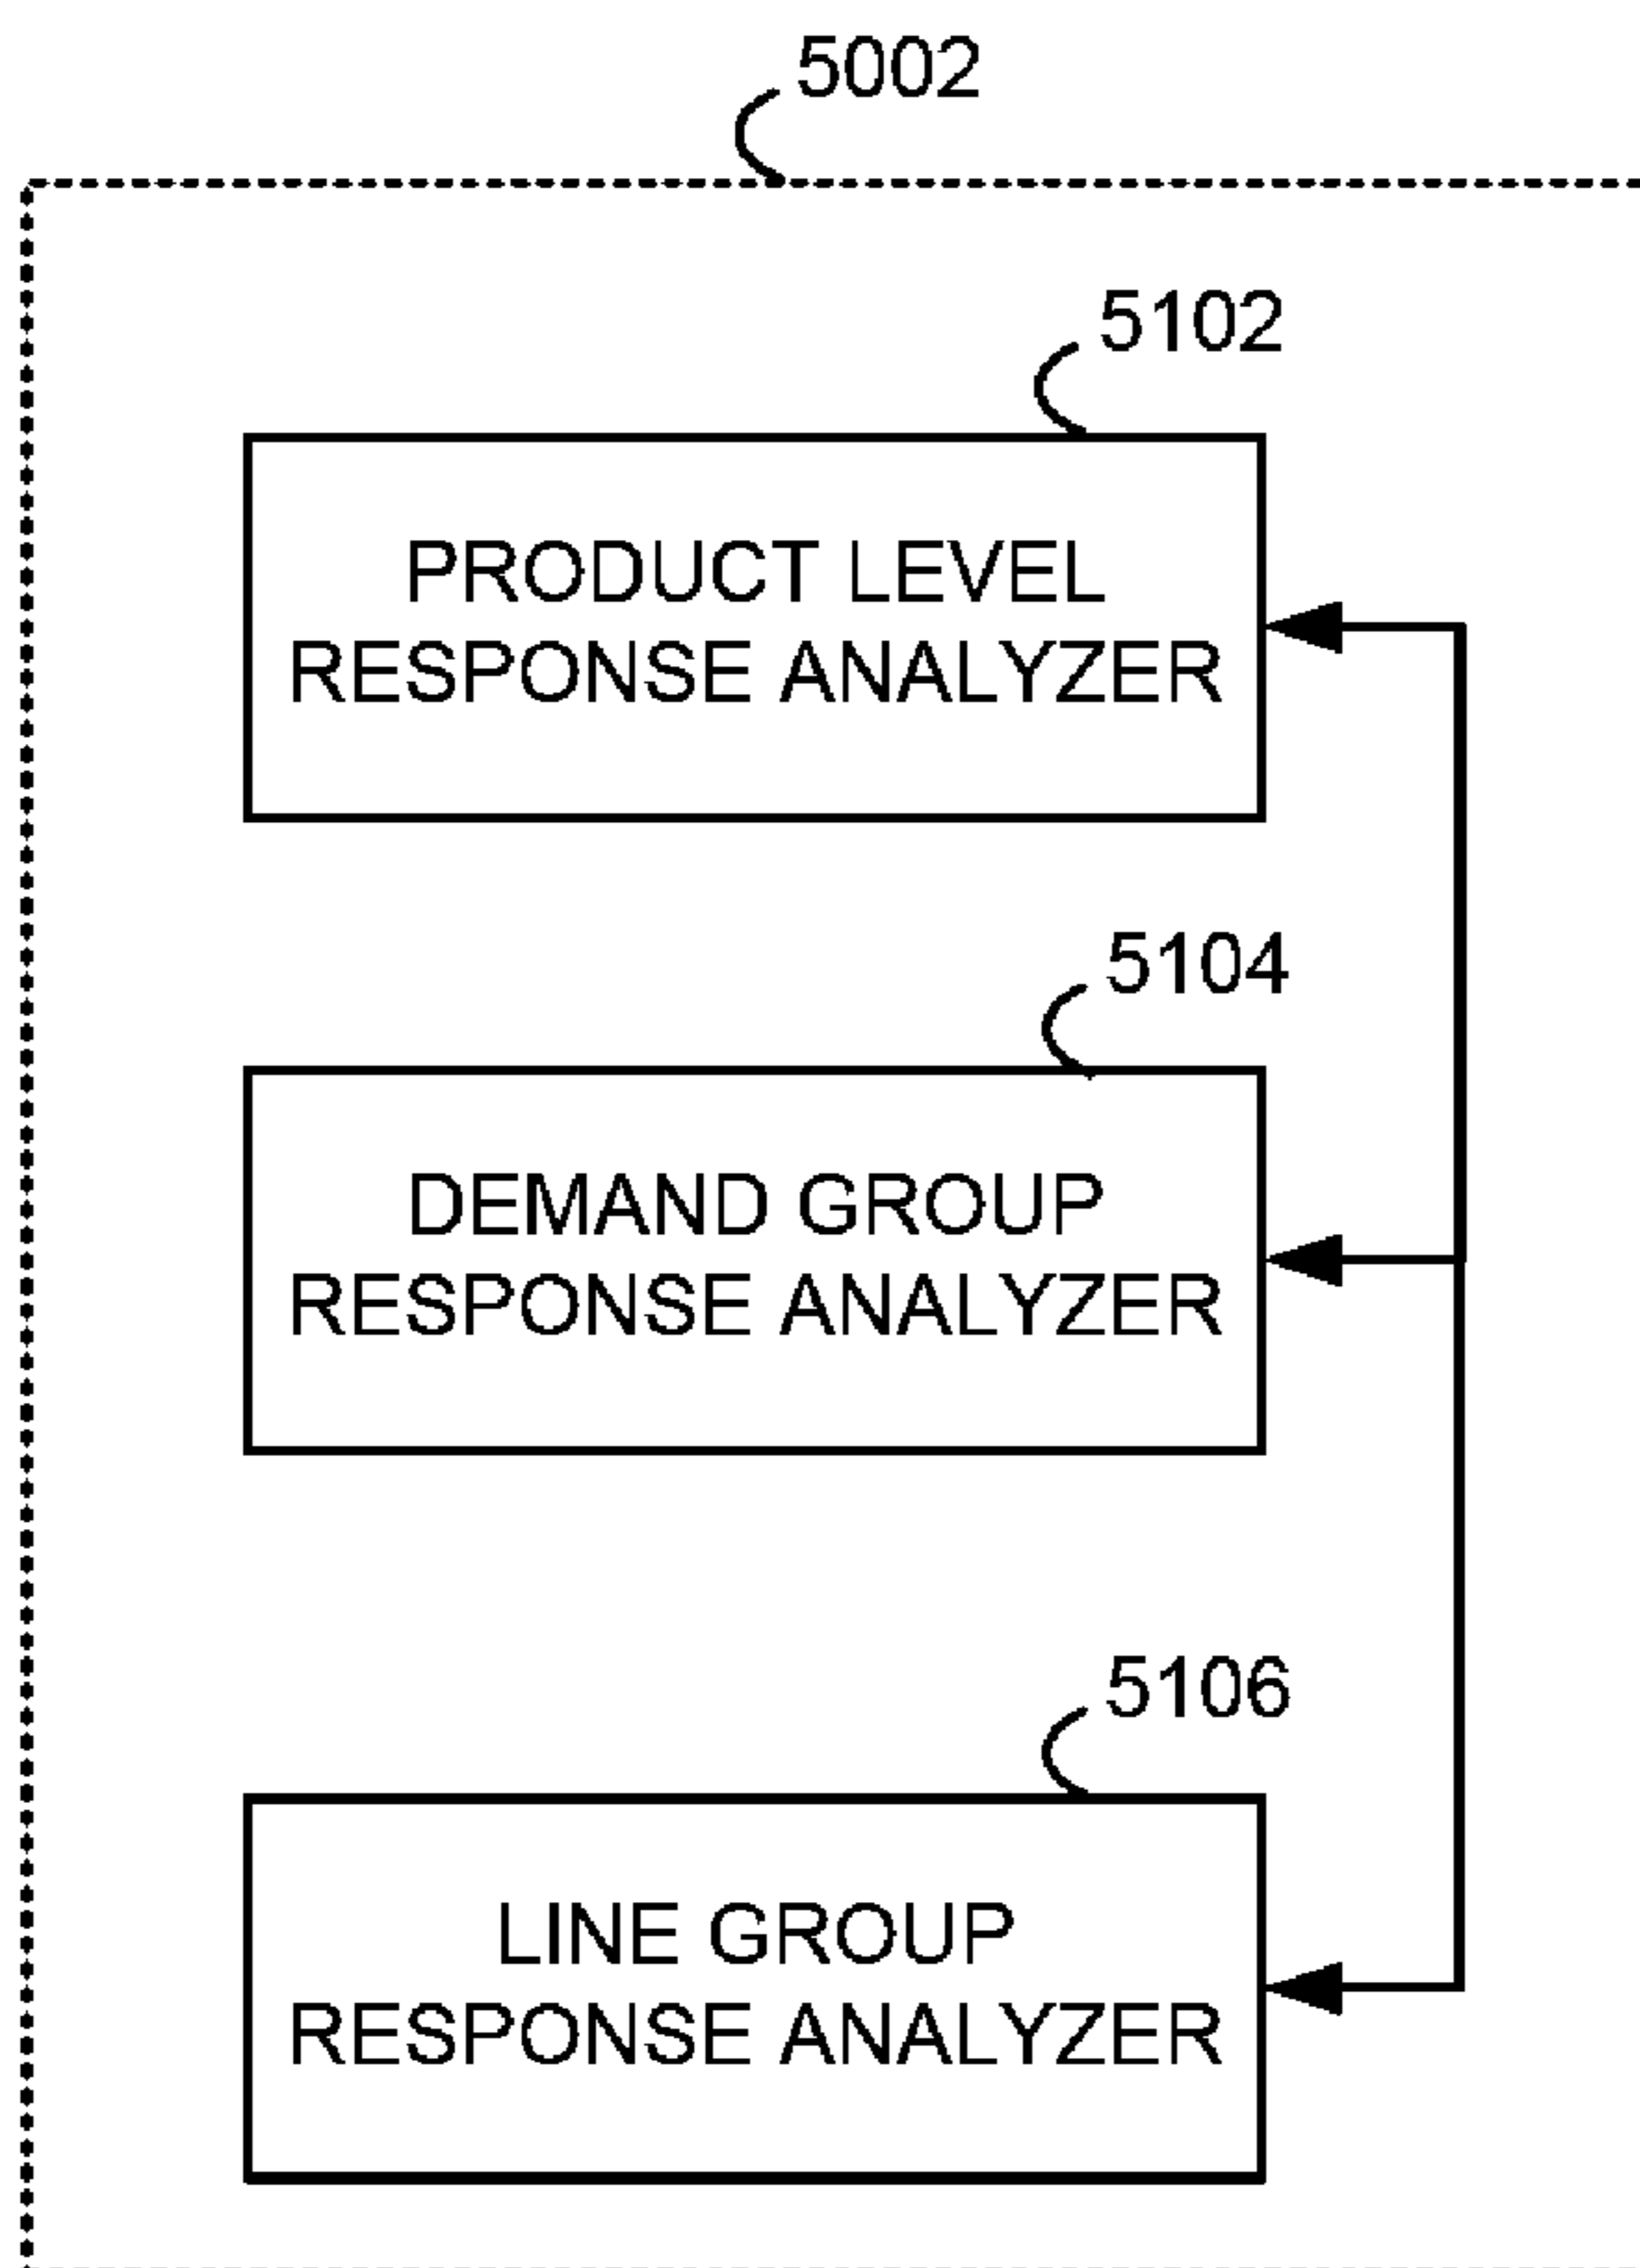 5002
5102
PRODUCT LEVEL
RESPONSE ANALYZER
5104
DEMAND GROUP
RESPONSE ANALYZER
5106
LINE GROUP
RESPONSE ANALYZER